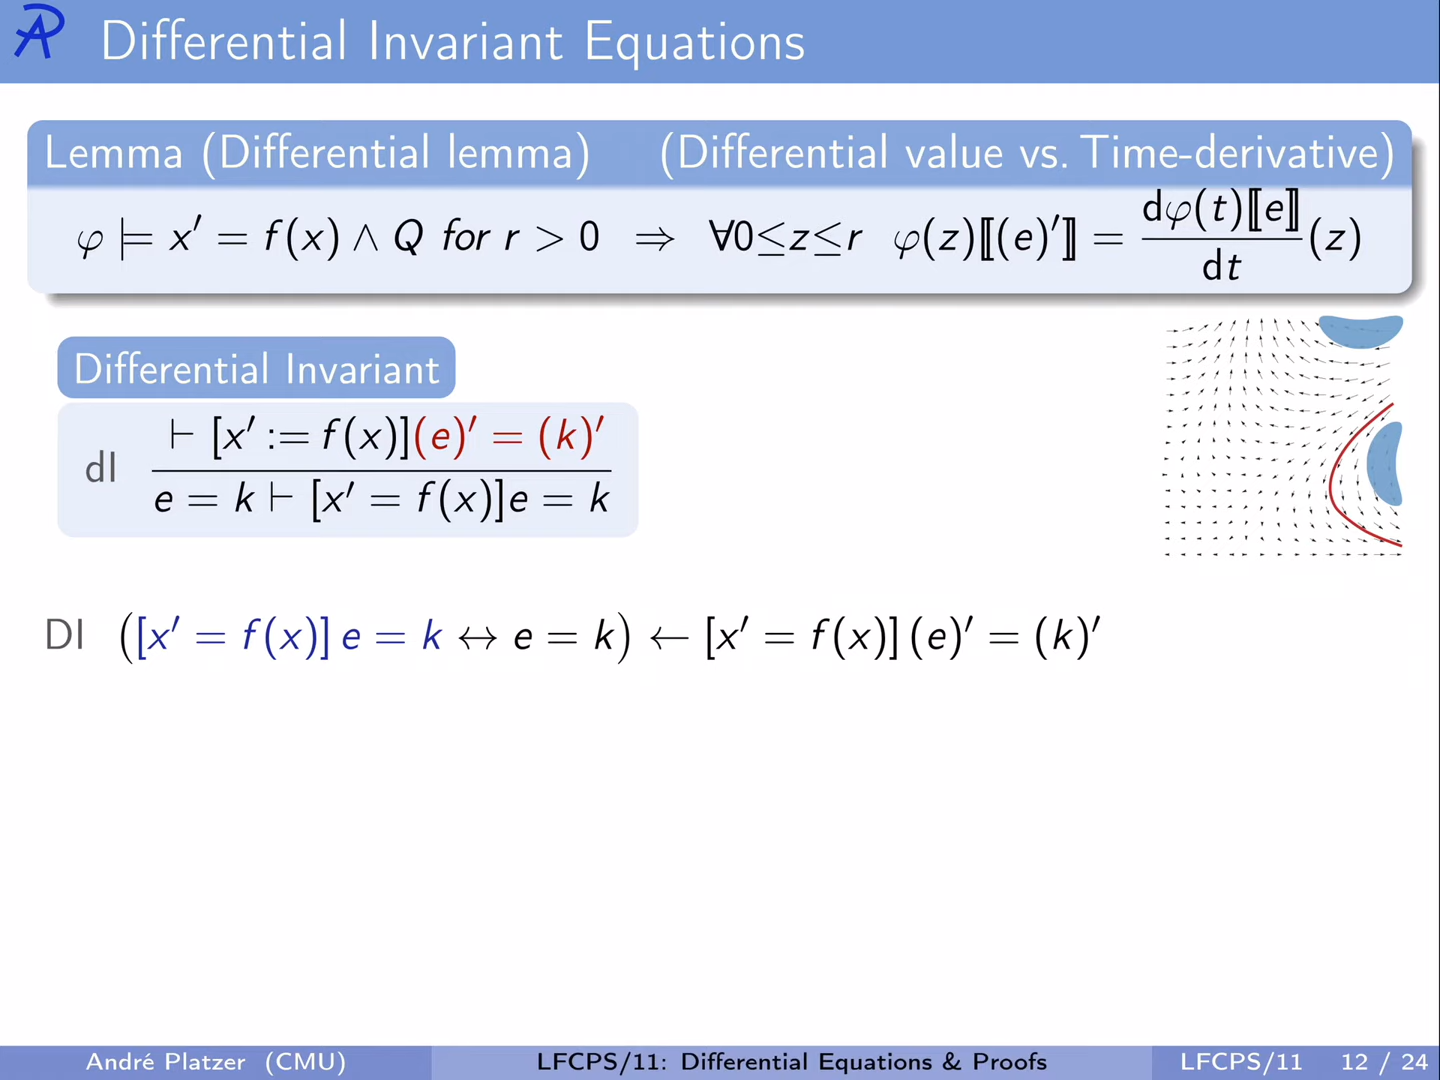 Differential Invariant Equations
Lemma (Differential lemma) (Differential value vs. Time-derivative)
φ ⊨ x′ = f(x) ∧ Q for r > 0 ⇒ ∀0≤z≤r φ(z)⟦(e)′⟧ = dφ(t)⟦e⟧/dt (z)
Differential Invariant
dI
⊢ [x′ := f(x)](e)′ = (k)′
e = k ⊢ [x′ = f(x)]e = k
DI ([x′ = f(x)] e = k ↔ e = k) ← [x′ = f(x)] (e)′ = (k)′
André Platzer (CMU) LFCPS/11: Differential Equations & Proofs LFCPS/11 12 / 24